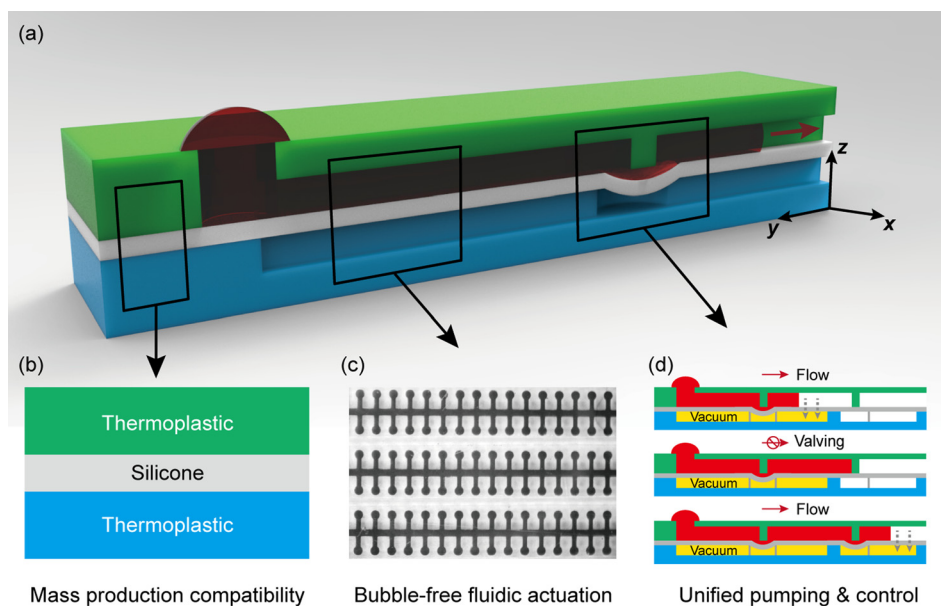 (a)
z
y
x
(b)
Thermoplastic
Silicone
Thermoplastic
Mass production compatibility
(c)
Bubble-free fluidic actuation
(d)
Flow
Vacuum
Valving
Vacuum
Flow
Vacuum
Unified pumping & control